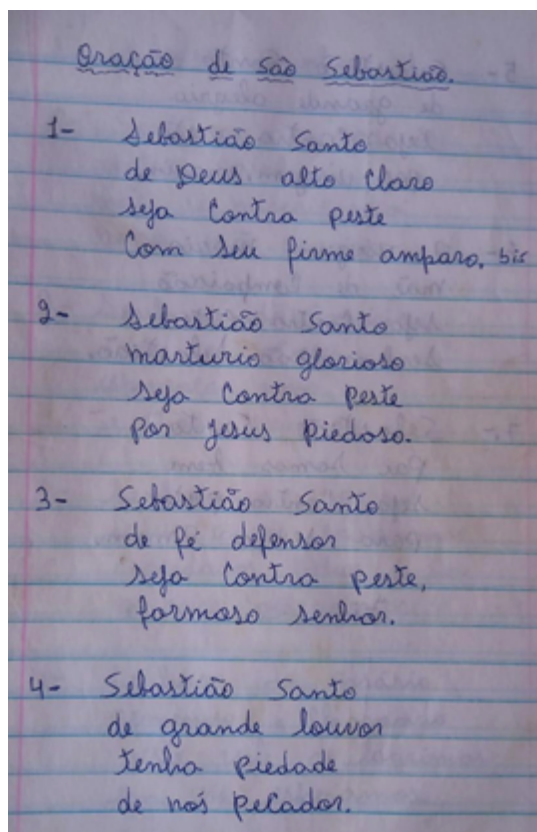 Oração de São Sebastião.
1- Sebastião Santo
de Deus alto claro
seja contra peste
com seu firme amparo. bis
2- Sebastião Santo
marturio glorioso
seja contra peste
por Jesus piedoso.
3- Sebastião Santo
de fé defensor
seja contra peste,
formoso senhor.
4- Sebastião Santo
de grande louvor
tenha piedade
de nós pecador.